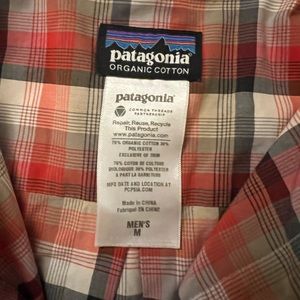 patagonia
ORGANIC COTTON
patagonia
COMMON THREADS
PARTNERSHIP
Repair, Reuse, Recycle
This Product
www.patagonia.com
70% ORGANIC COTTON 30%
POLYESTER
EXCLUSIVE OF TRIM
70% COTON DE CULTURE
BIOLOGIQUE 30% POLYESTER
À PART LA GARNITURE
MFG DATE AND LOCATION AT
PCPSIA.COM
Made in CHINA
Fabriqué EN CHINE
MEN'S
M